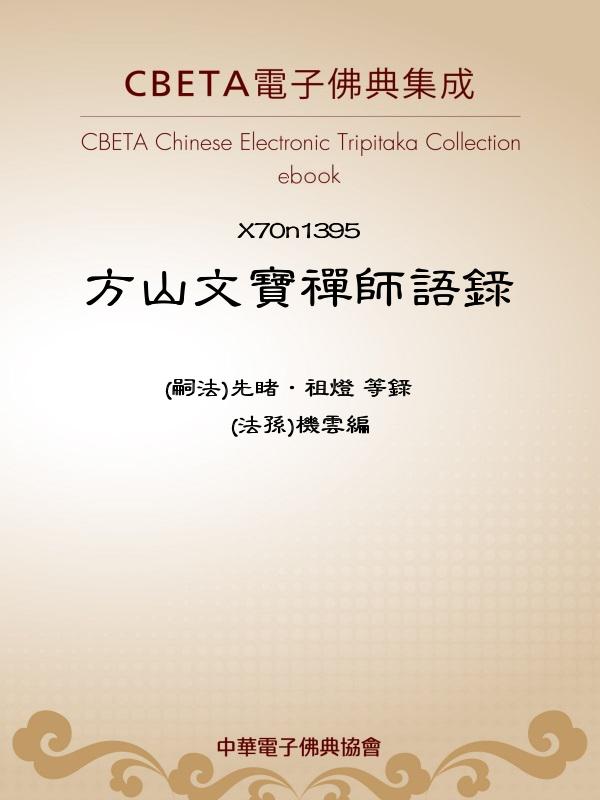 CBETA電子佛典集成
CBETA Chinese Electronic Tripitaka Collection
ebook
X70n1395
方山文寶禪師語錄
(嗣法)先睹．祖燈 等錄
(法孫)機雲編
中華電子佛典協會